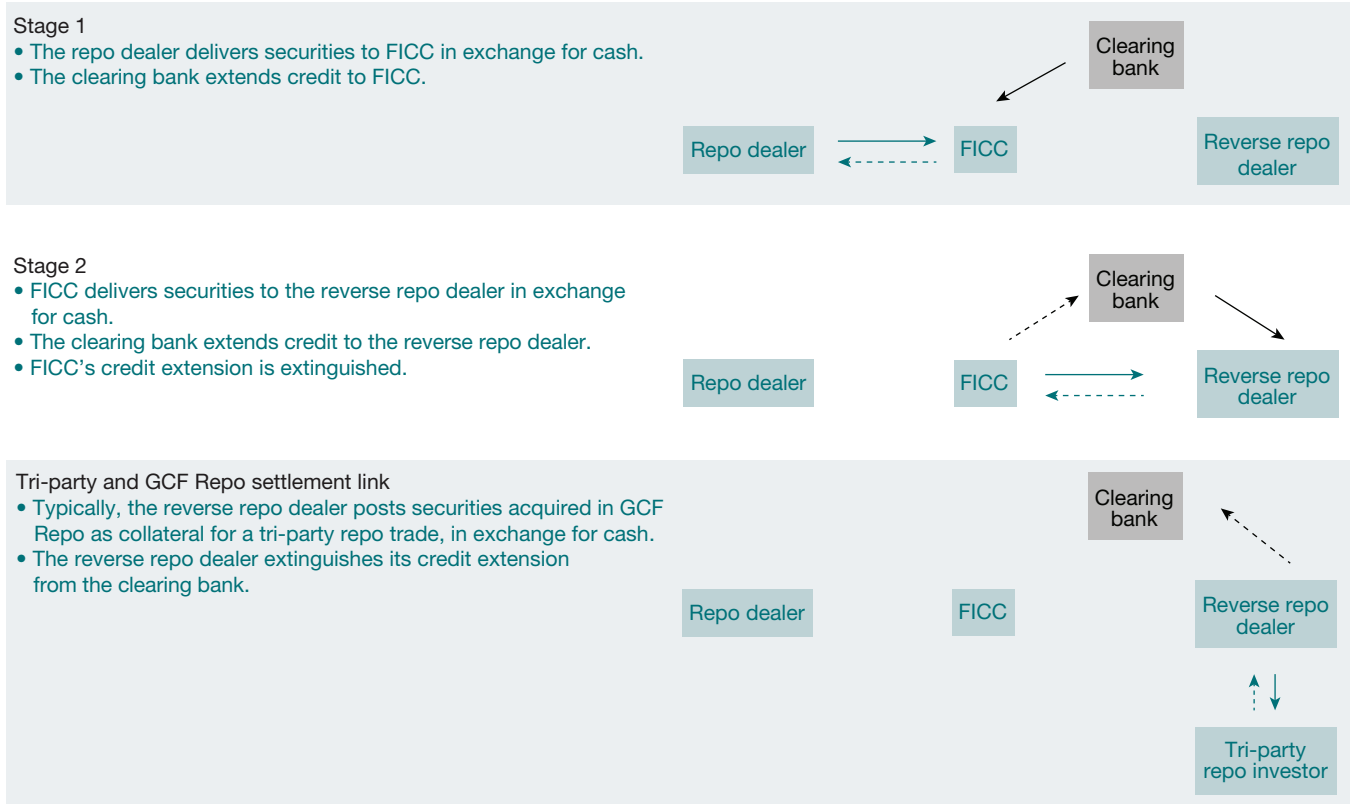 Stage 1
• The repo dealer delivers securities to FICC in exchange for cash.
• The clearing bank extends credit to FICC.
Clearing
bank
Repo dealer
FICC
Reverse repo
dealer
Stage 2
• FICC delivers securities to the reverse repo dealer in exchange
for cash.
• The clearing bank extends credit to the reverse repo dealer.
• FICC’s credit extension is extinguished.
Clearing
bank
Repo dealer
FICC
Reverse repo
dealer
Tri-party and GCF Repo settlement link
• Typically, the reverse repo dealer posts securities acquired in GCF
Repo as collateral for a tri-party repo trade, in exchange for cash.
• The reverse repo dealer extinguishes its credit extension
from the clearing bank.
Clearing
bank
Repo dealer
FICC
Reverse repo
dealer
Tri-party
repo investor